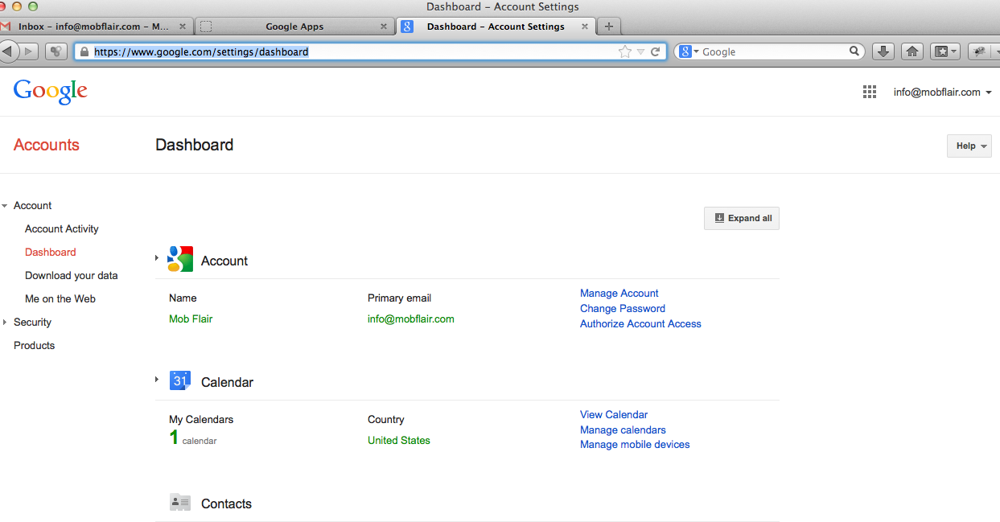 Dashboard – Account Settings
Inbox – info@mobflair.com – M...
Google Apps
Dashboard – Account Settings
https://www.google.com/settings/dashboard
Google
Google
info@mobflair.com
Accounts
Dashboard
Help
Account
Expand all
Account Activity
Dashboard
Download your data
Me on the Web
Security
Products
Account
Name
Primary email
Manage Account
Mob Flair
info@mobflair.com
Change Password
Authorize Account Access
31
Calendar
My Calendars
Country
View Calendar
1 calendar
United States
Manage calendars
Manage mobile devices
Contacts